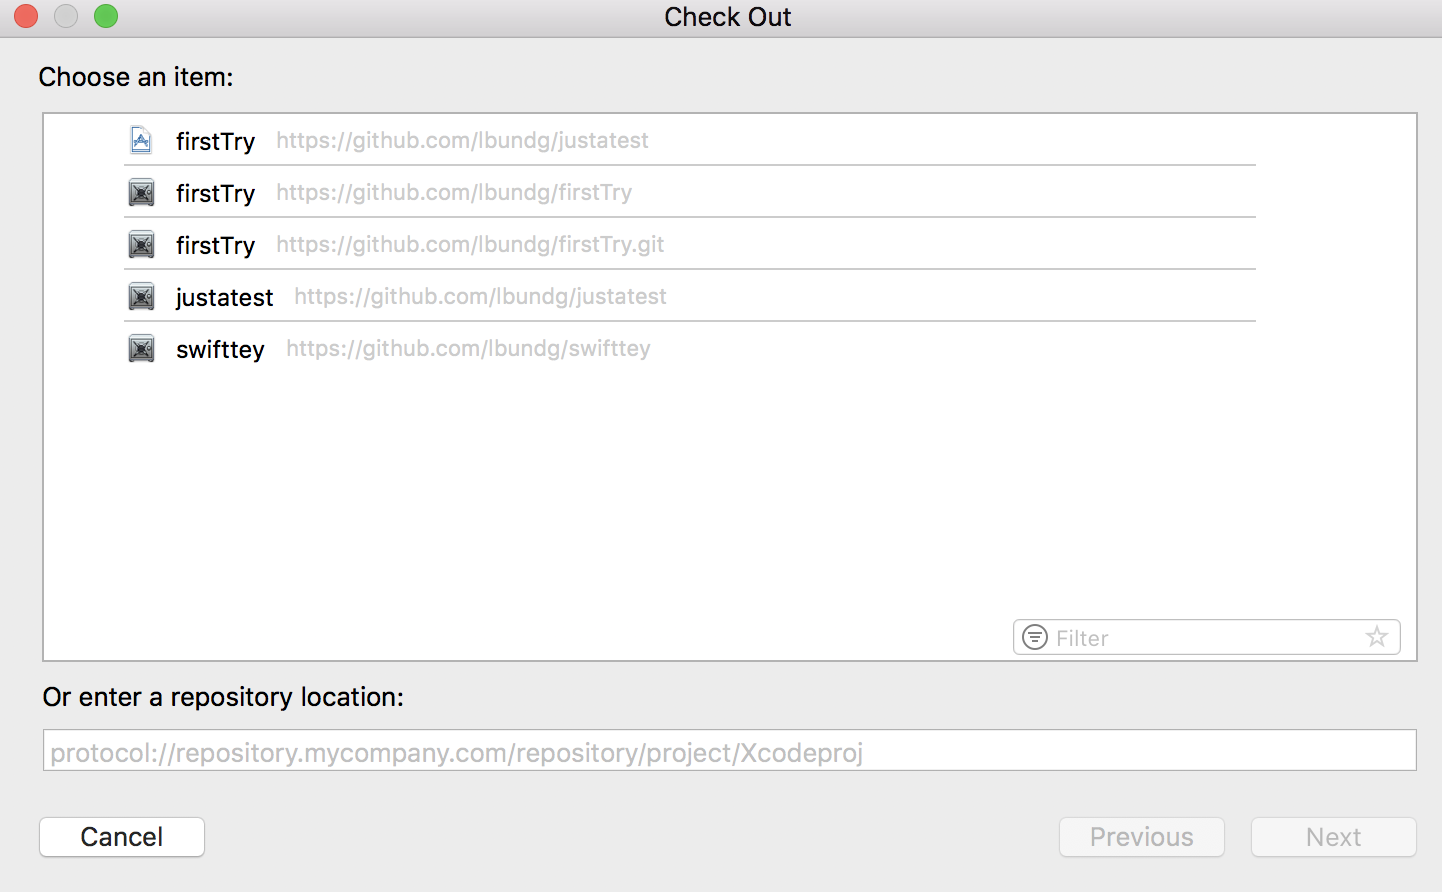 Check Out
Choose an item:
firstTry https://github.com/lbundg/justatest
firstTry https://github.com/lbundg/firstTry
firstTry https://github.com/lbundg/firstTry.git
justatest https://github.com/lbundg/justatest
swifttey https://github.com/lbundg/swifttey
Filter
Or enter a repository location:
protocol://repository.mycompany.com/repository/project/Xcodeproj
Cancel Previous Next